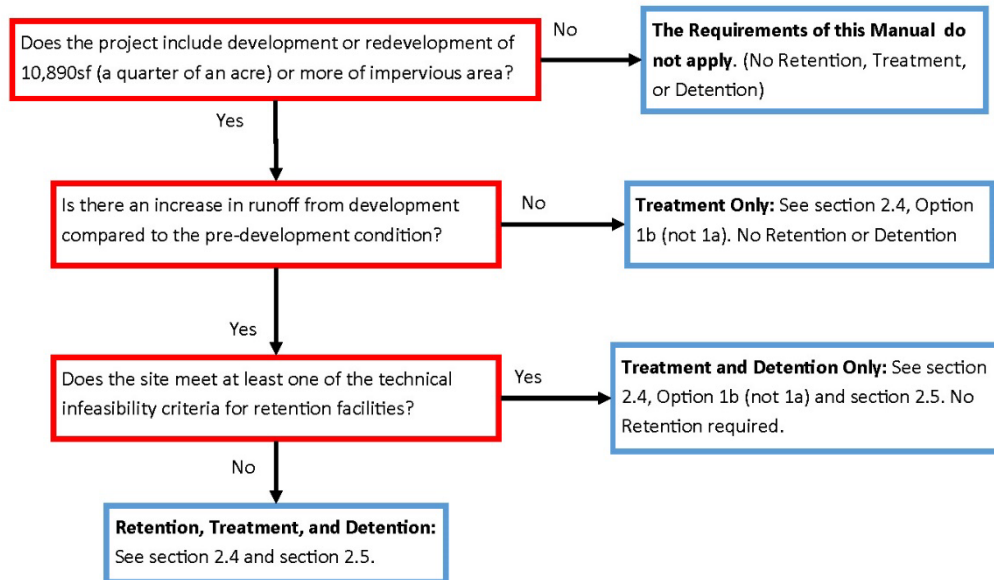 Does the project include development or redevelopment of
10,890sf (a quarter of an acre) or more of impervious area?
No
The Requirements of this Manual do
not apply. (No Retention, Treatment,
or Detention)
Yes
Is there an increase in runoff from development
compared to the pre-development condition?
No
Treatment Only: See section 2.4, Option
1b (not 1a). No Retention or Detention
Yes
Does the site meet at least one of the technical
infeasibility criteria for retention facilities?
Yes
Treatment and Detention Only: See section
2.4, Option 1b (not 1a) and section 2.5. No
Retention required.
No
Retention, Treatment, and Detention:
See section 2.4 and section 2.5.